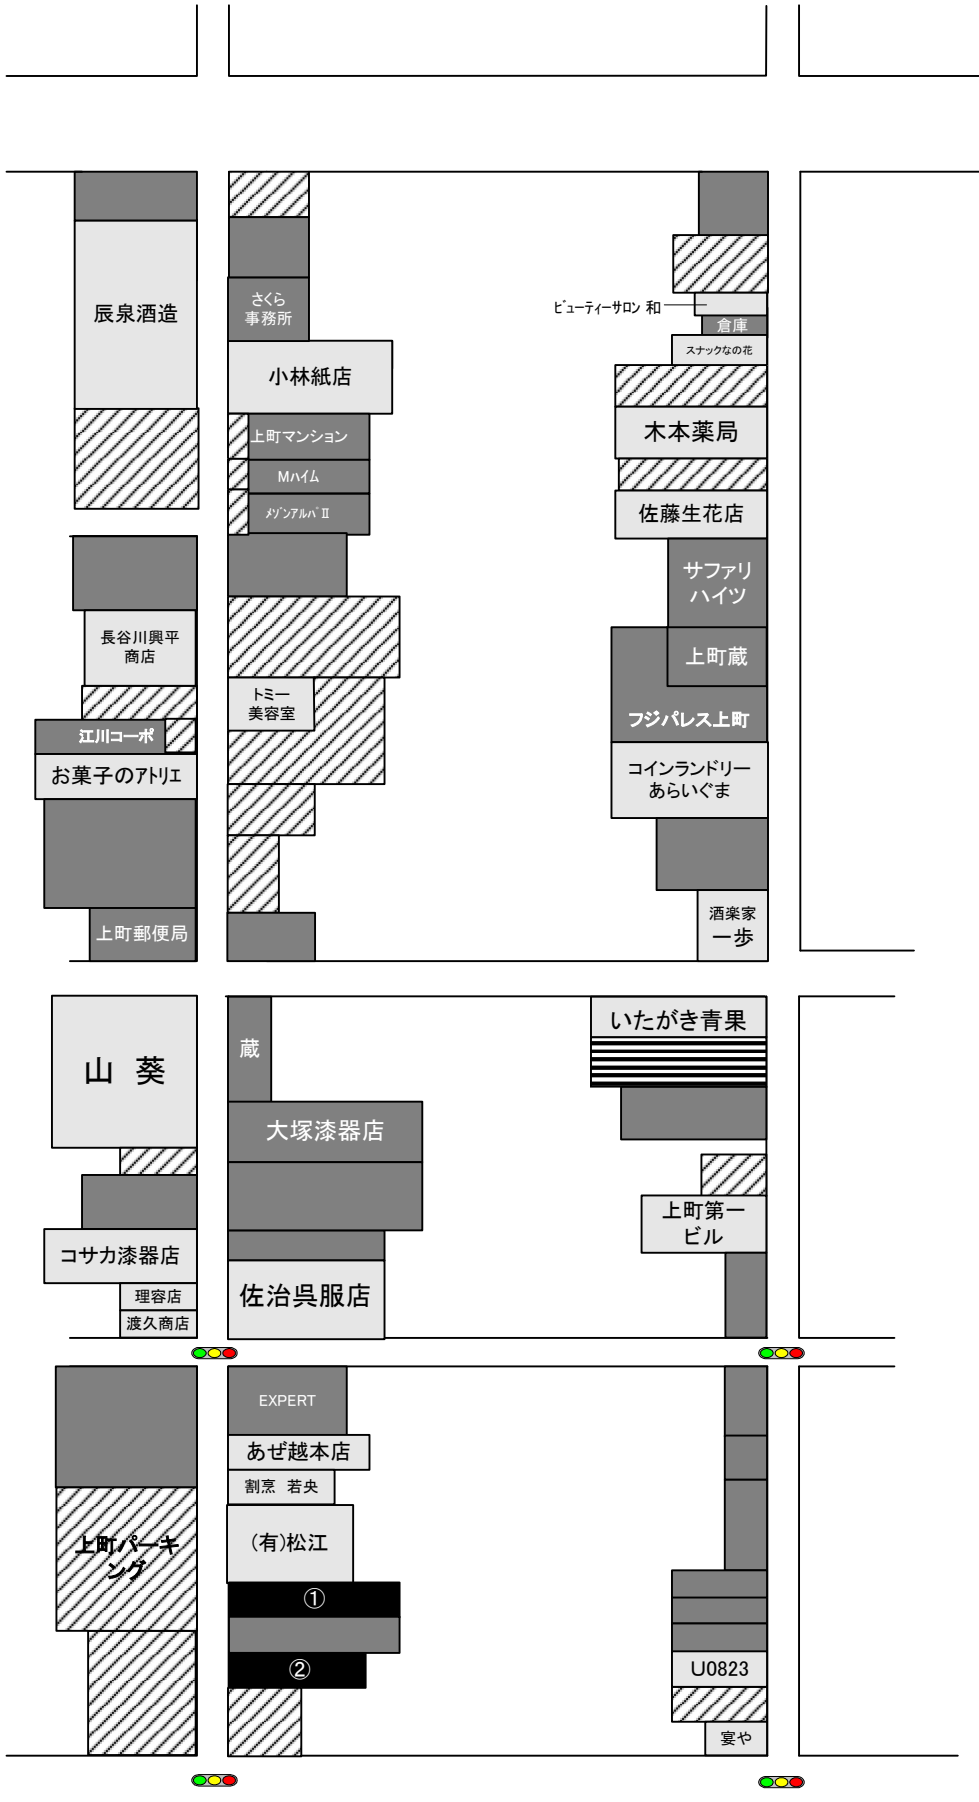 辰泉酒造
さくら
事務所
小林紙店
上町マンション
Mハイム
メゾンアルバⅡ
長谷川興平
商店
トミー
美容室
江川コーポ
お菓子のアトリエ
上町郵便局
ビューティーサロン 和
倉庫
スナックなの花
木本薬局
佐藤生花店
サファリ
ハイツ
上町蔵
フジパレス上町
コインランドリー
あらいぐま
酒楽家
一歩
山 葵
蔵
大塚漆器店
コサカ漆器店
理容店
渡久商店
佐治呉服店
いたがき青果
上町第一
ビル
EXPERT
あぜ越本店
割烹 若央
(有)松江
上町パーキ
ング
①
②
U0823
宴や